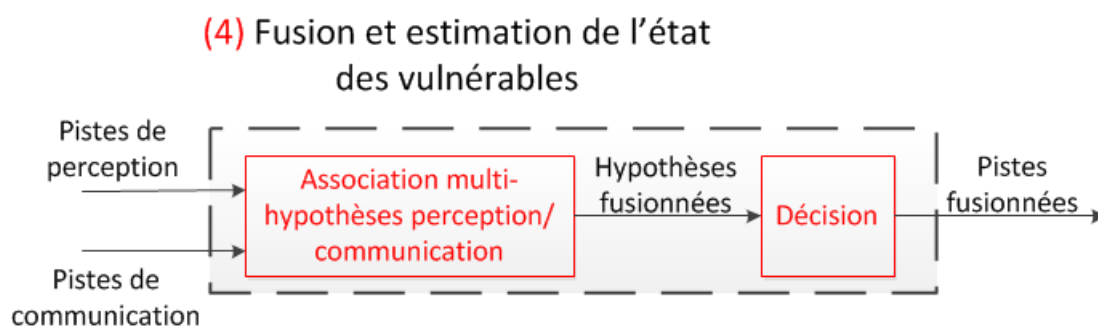 (4) Fusion et estimation de l’état
des vulnérables
Pistes de
perception
Association multi-
hypothèses perception/
communication
Hypothèses
fusionnées
Décision
Pistes
fusionnées
Pistes de
communication